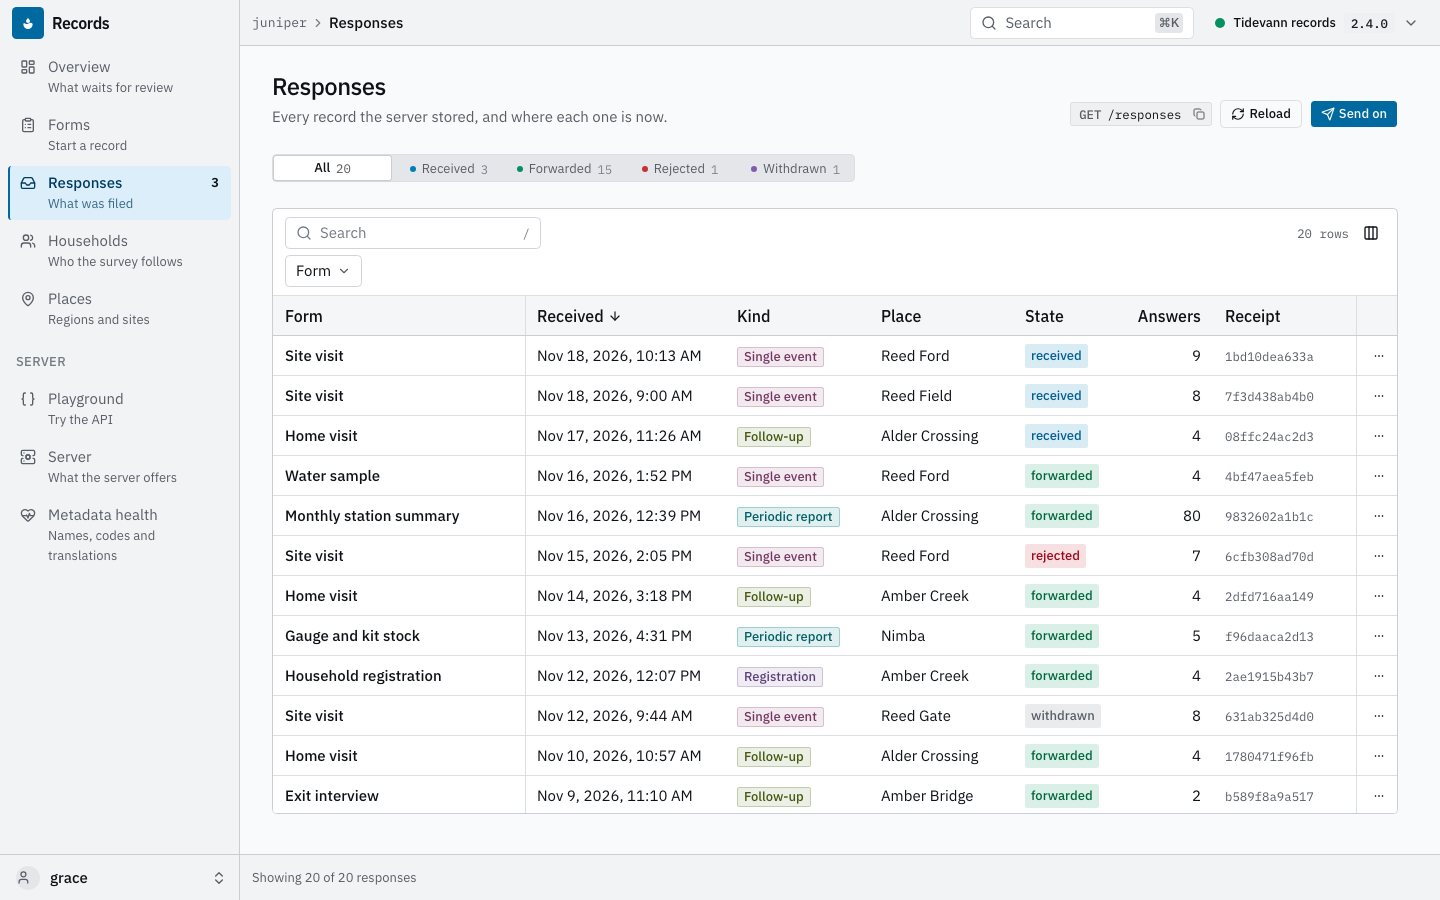 Records
juniper > Responses
Search ⌘K
Tidevann records 2.4.0
Overview
What waits for review
Forms
Start a record
Responses 3
What was filed
Households
Who the survey follows
Places
Regions and sites
SERVER
Playground
Try the API
Server
What the server offers
Metadata health
Names, codes and
translations
grace
Responses
Every record the server stored, and where each one is now.
GET /responses
Reload
Send on
All 20
Received 3
Forwarded 15
Rejected 1
Withdrawn 1
Search /
20 rows
Form
Form Received Kind Place State Answers Receipt
Site visit Nov 18, 2026, 10:13 AM Single event Reed Ford received 9 1bd10dea633a ...
Site visit Nov 18, 2026, 9:00 AM Single event Reed Field received 8 7f3d438ab4b0 ...
Home visit Nov 17, 2026, 11:26 AM Follow-up Alder Crossing received 4 08ffc24ac2d3 ...
Water sample Nov 16, 2026, 1:52 PM Single event Reed Ford forwarded 4 4bf47aea5feb ...
Monthly station summary Nov 16, 2026, 12:39 PM Periodic report Alder Crossing forwarded 80 9832602a1b1c ...
Site visit Nov 15, 2026, 2:05 PM Single event Reed Ford rejected 7 6cfb308ad70d ...
Home visit Nov 14, 2026, 3:18 PM Follow-up Amber Creek forwarded 4 2dfd716aa149 ...
Gauge and kit stock Nov 13, 2026, 4:31 PM Periodic report Nimba forwarded 5 f96daaca2d13 ...
Household registration Nov 12, 2026, 12:07 PM Registration Amber Creek forwarded 4 2ae1915b43b7 ...
Site visit Nov 12, 2026, 9:44 AM Single event Reed Gate withdrawn 8 631ab325d4d0 ...
Home visit Nov 10, 2026, 10:57 AM Follow-up Alder Crossing forwarded 4 1780471f96fb ...
Exit interview Nov 9, 2026, 11:10 AM Follow-up Amber Bridge forwarded 2 b589f8a9a517 ...
Showing 20 of 20 responses